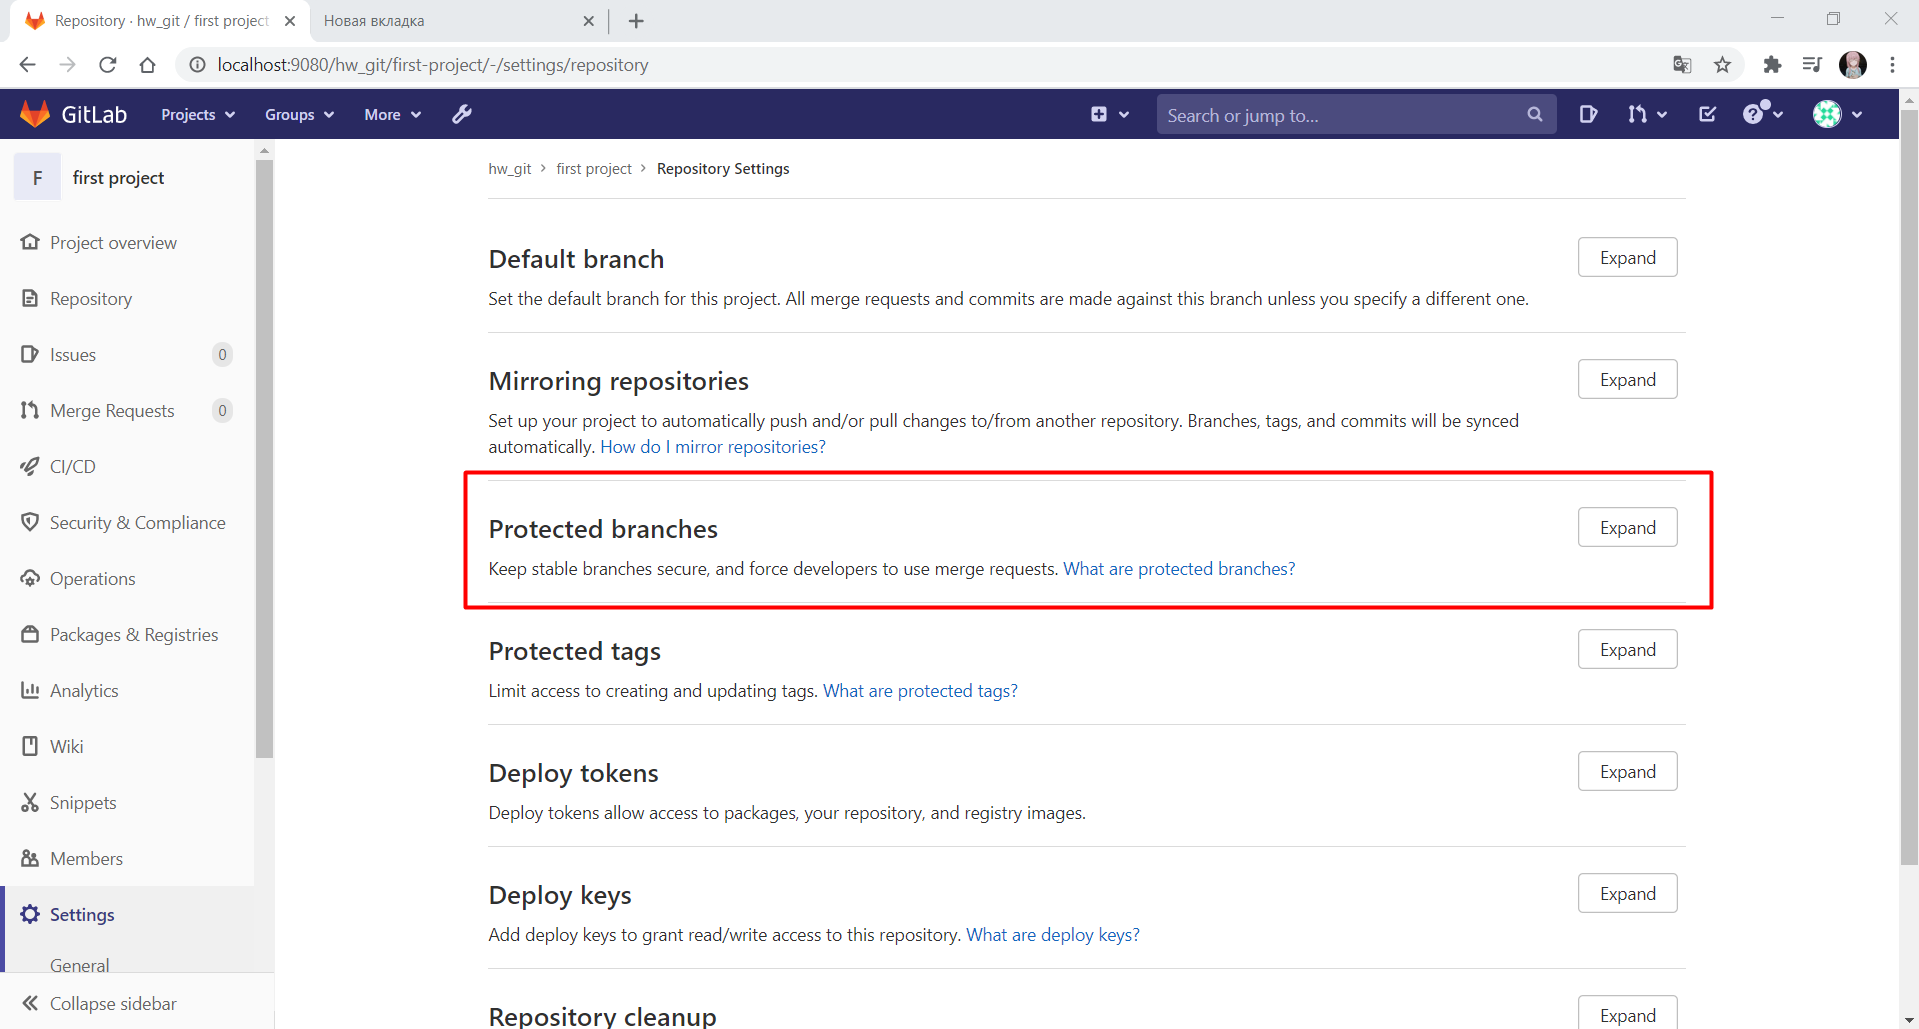 Repository · hw_git / first project
Новая вкладка
localhost:9080/hw_git/first-project/-/settings/repository
GitLab
Projects
Groups
More
Search or jump to...
F
first project
Project overview
Repository
Issues
0
Merge Requests
0
CI/CD
Security & Compliance
Operations
Packages & Registries
Analytics
Wiki
Snippets
Members
Settings
General
Collapse sidebar
hw_git > first project > Repository Settings
Default branch
Expand
Set the default branch for this project. All merge requests and commits are made against this branch unless you specify a different one.
Mirroring repositories
Expand
Set up your project to automatically push and/or pull changes to/from another repository. Branches, tags, and commits will be synced
automatically. How do I mirror repositories?
Protected branches
Expand
Keep stable branches secure, and force developers to use merge requests. What are protected branches?
Protected tags
Expand
Limit access to creating and updating tags. What are protected tags?
Deploy tokens
Expand
Deploy tokens allow access to packages, your repository, and registry images.
Deploy keys
Expand
Add deploy keys to grant read/write access to this repository. What are deploy keys?
Repository cleanup
Expand